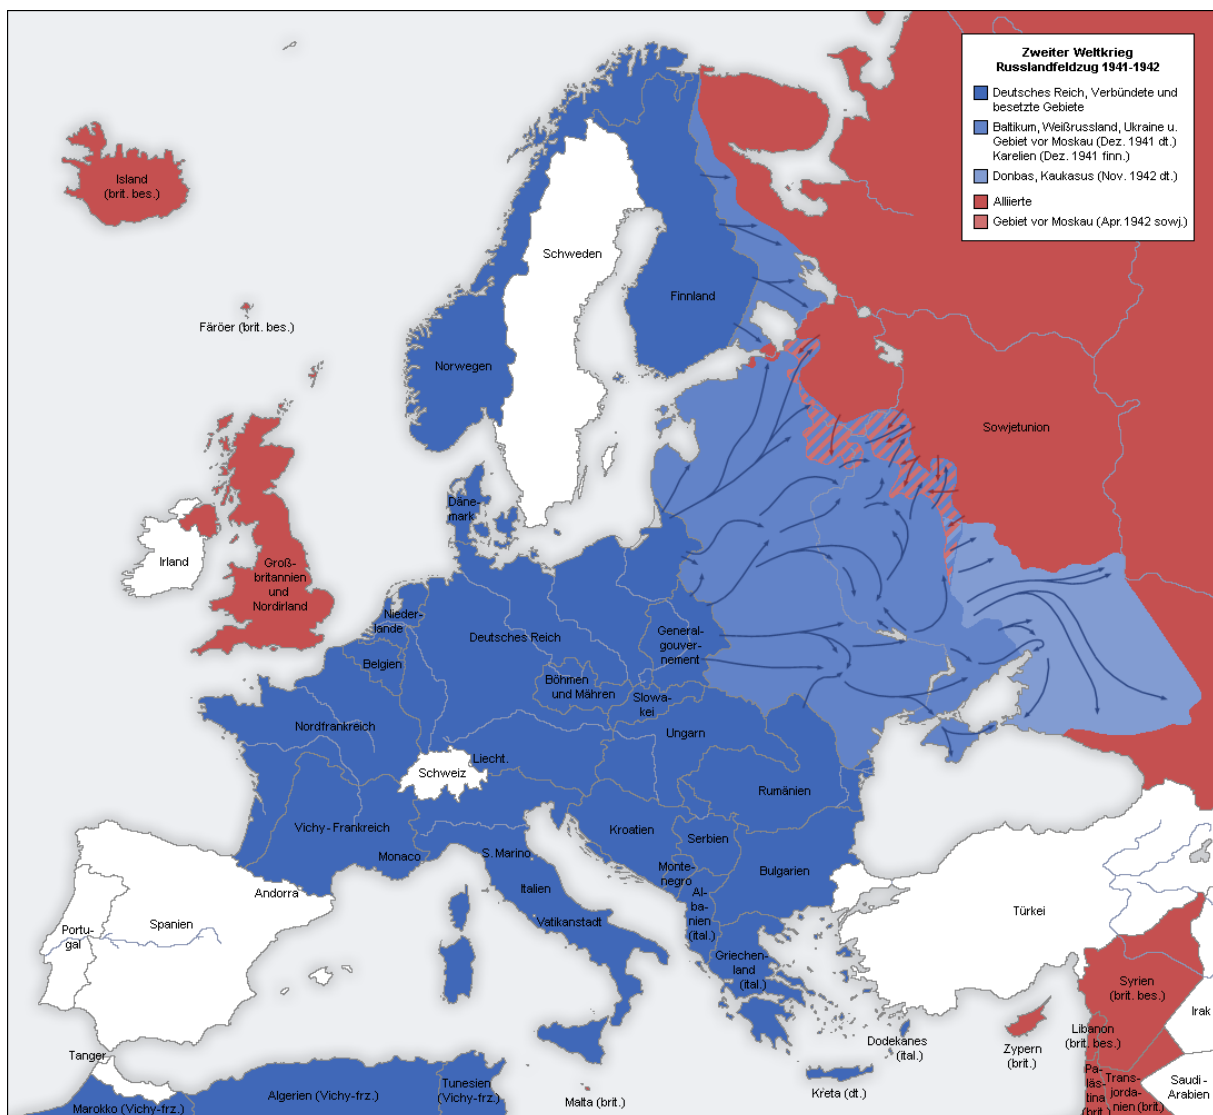 Zweiter Weltkrieg
Russlandfeldzug 1941-1942
Deutsches Reich, Verbündete und
besetzte Gebiete
Baltikum, Weißrussland, Ukraine u.
Gebiet vor Moskau (Dez. 1941 dt.)
Karelien (Dez. 1941 finn.)
Donbas, Kaukasus (Nov. 1942 dt.)
Alliierte
Gebiet vor Moskau (Apr. 1942 sowj.)
Island
(brit. bes.)
Schweden
Finnland
Färöer (brit. bes.)
Norwegen
Sowjetunion
Däne-
mark
Irland
Groß-
britannien
und
Nordirland
Nieder-
lande
Deutsches Reich
General-
gouver-
nement
Belgien
Böhmen
und Mähren
Slowa-
kei
Nordfrankreich
Ungarn
Liecht.
Schweiz
Rumänien
Vichy-Frankreich
Kroatien
Serbien
Monaco
S. Marino
Monte-
negro
Bulgarien
Andorra
Italien
Al-
ba-
nien
(ital.)
Vatikanstadt
Türkei
Spanien
Portu-
gal
Griechen-
land
(ital.)
Syrien
(brit. bes.)
Irak
Dodekanes
(ital.)
Zypern
(brit.)
Libanon
(brit. bes.)
Tanger
Pa-
läs-
tina
(brit.)
Trans-
jorda-
nien (brit.)
Saudi-
Arabien
Algerien (Vichy-frz.)
Tunesien
(Vichy-frz.)
Kreta (dt.)
Malta (brit.)
Marokko (Vichy-frz.)